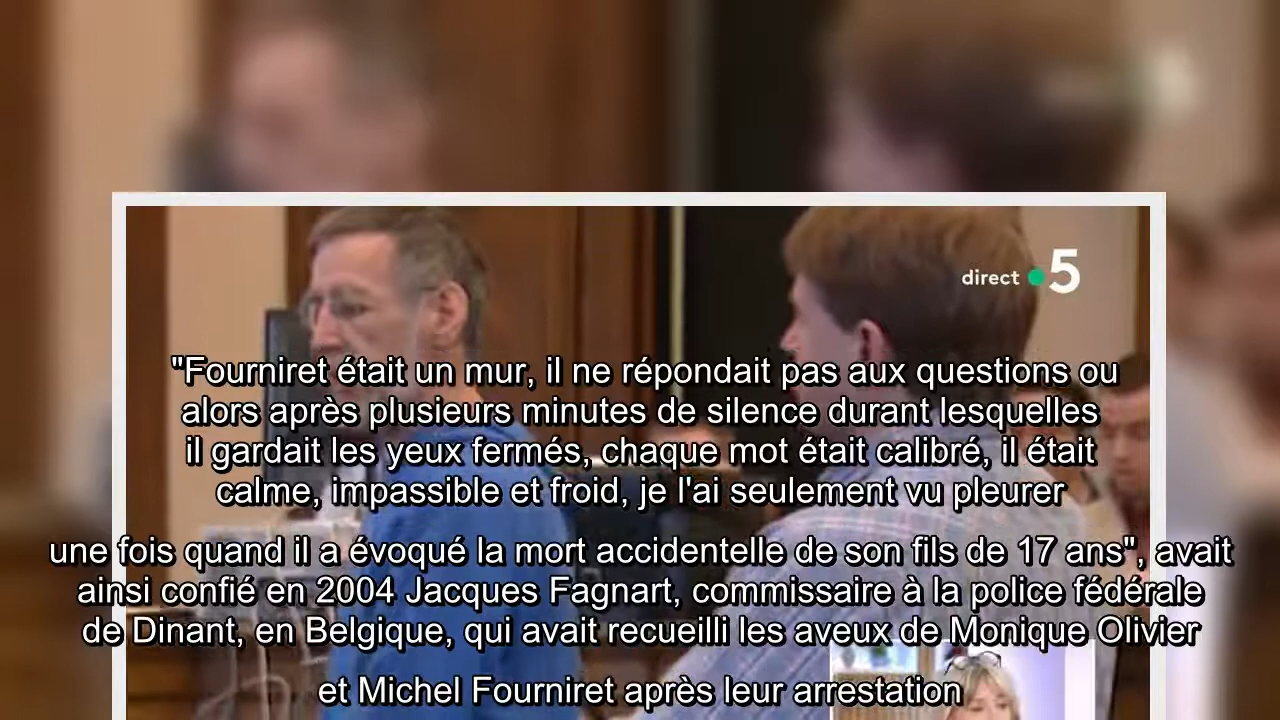 direct 5
"Fourniret était un mur, il ne répondait pas aux questions ou
alors après plusieurs minutes de silence durant lesquelles
il gardait les yeux fermés, chaque mot était calibré, il était
calme, impassible et froid, je l'ai seulement vu pleurer
une fois quand il a évoqué la mort accidentelle de son fils de 17 ans", avait
ainsi confié en 2004 Jacques Fagnart, commissaire à la police fédérale
de Dinant, en Belgique, qui avait recueilli les aveux de Monique Olivier
et Michel Fourniret après leur arrestation